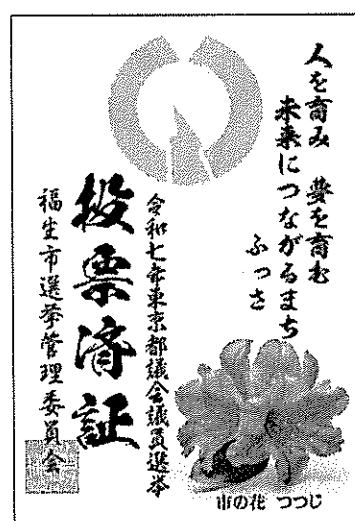 人を育み 夢を育む
未来につながるまち
ふっさ
令和七年東京都議会議員選挙
投票済証
福生市選挙管理委員会
市の花 つつじ